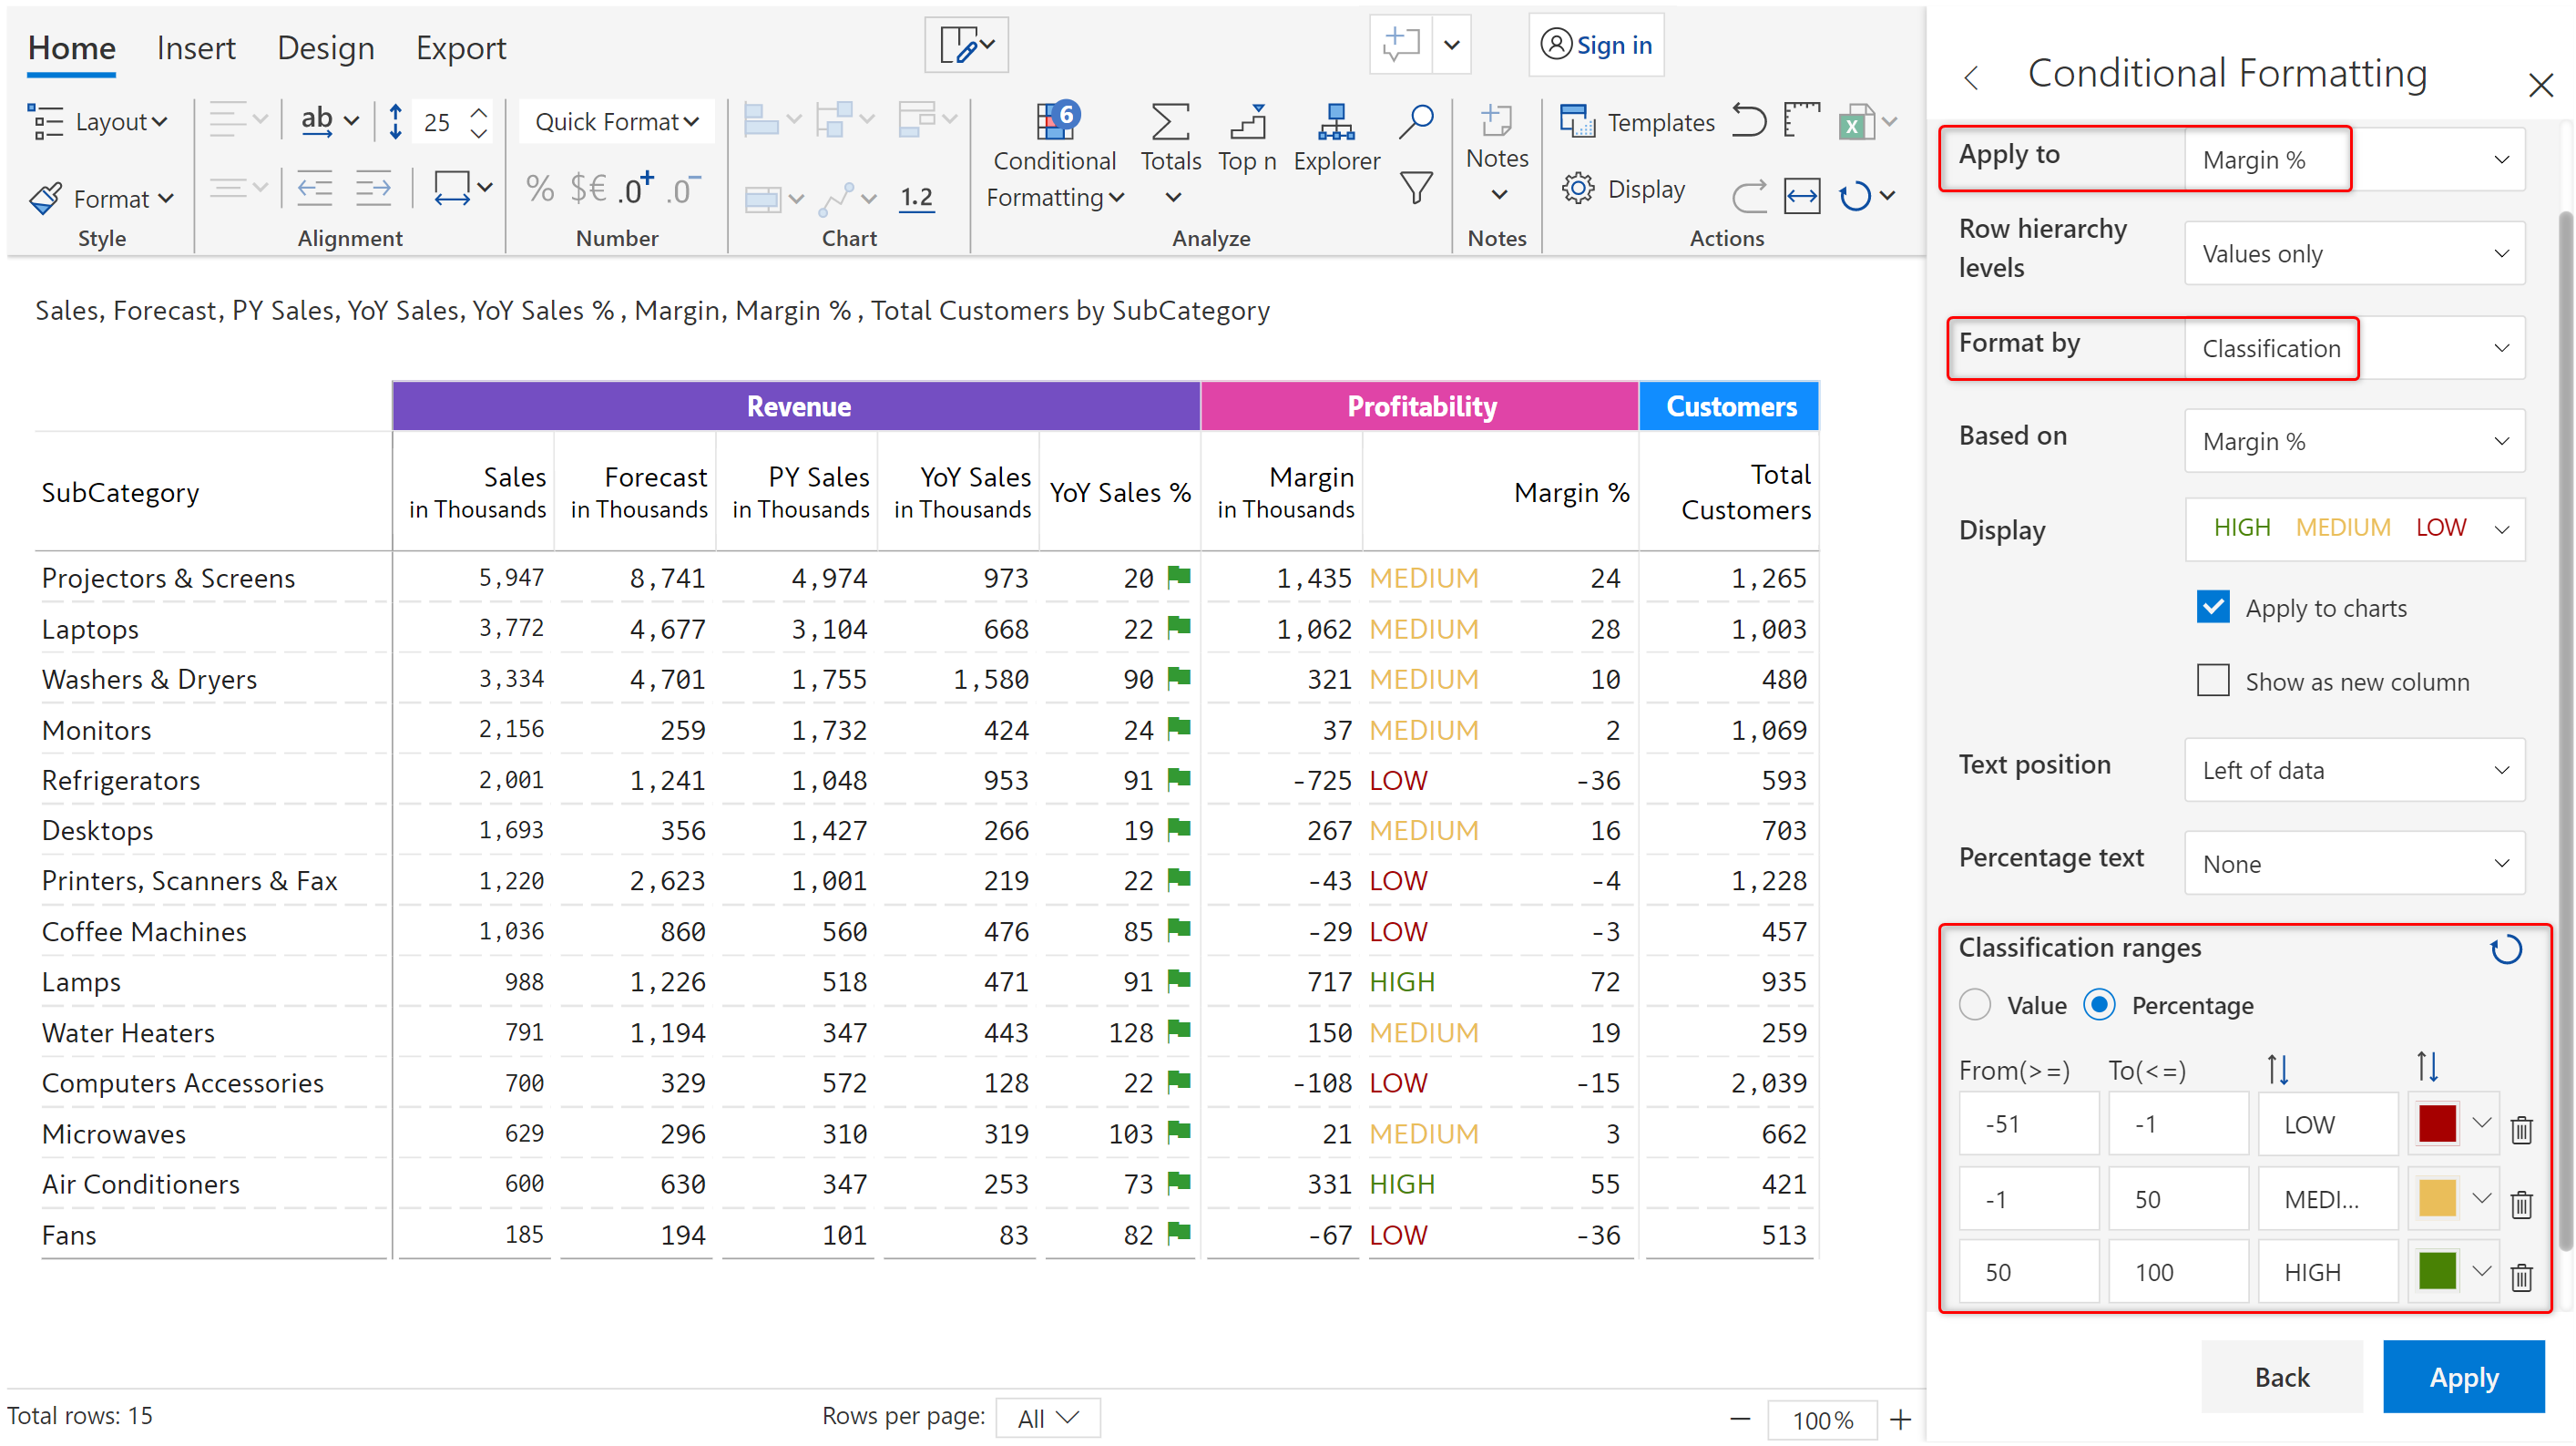 Home Insert Design Export
Sign in
Layout
ab
25
Quick Format
6
Conditional Formatting
Totals
Top n
Explorer
Notes
Templates
X
Format
% $€ .0+ .0-
1.2
Display
Style
Alignment
Number
Chart
Analyze
Notes
Actions
Sales, Forecast, PY Sales, YoY Sales, YoY Sales % , Margin, Margin % , Total Customers by SubCategory
Revenue Profitability Customers
SubCategory Sales in Thousands Forecast in Thousands PY Sales in Thousands YoY Sales in Thousands YoY Sales % Margin in Thousands Margin % Total Customers
Projectors & Screens 5,947 8,741 4,974 973 20 1,435 MEDIUM 24 1,265
Laptops 3,772 4,677 3,104 668 22 1,062 MEDIUM 28 1,003
Washers & Dryers 3,334 4,701 1,755 1,580 90 321 MEDIUM 10 480
Monitors 2,156 259 1,732 424 24 37 MEDIUM 2 1,069
Refrigerators 2,001 1,241 1,048 953 91 -725 LOW -36 593
Desktops 1,693 356 1,427 266 19 267 MEDIUM 16 703
Printers, Scanners & Fax 1,220 2,623 1,001 219 22 -43 LOW -4 1,228
Coffee Machines 1,036 860 560 476 85 -29 LOW -3 457
Lamps 988 1,226 518 471 91 717 HIGH 72 935
Water Heaters 791 1,194 347 443 128 150 MEDIUM 19 259
Computers Accessories 700 329 572 128 22 -108 LOW -15 2,039
Microwaves 629 296 310 319 103 21 MEDIUM 3 662
Air Conditioners 600 630 347 253 73 331 HIGH 55 421
Fans 185 194 101 83 82 -67 LOW -36 513
Total rows: 15
Rows per page: All
100%
Conditional Formatting
Apply to Margin %
Row hierarchy levels Values only
Format by Classification
Based on Margin %
Display HIGH MEDIUM LOW
Apply to charts
Show as new column
Text position Left of data
Percentage text None
Classification ranges
Value Percentage
From(>=) To(<=)
-51 -1 LOW
-1 50 MEDI...
50 100 HIGH
Back Apply